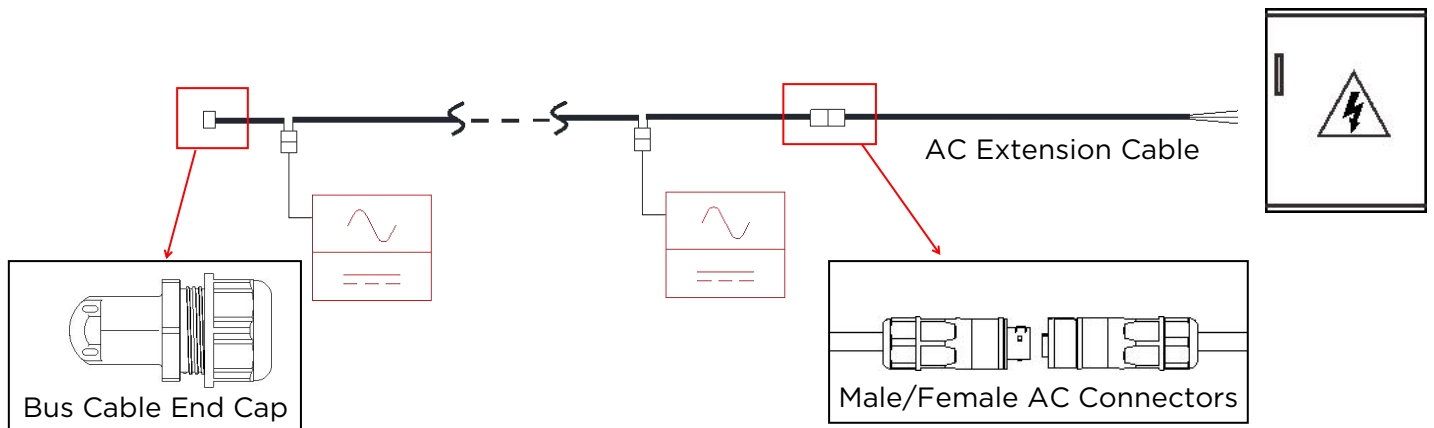 AC Extension Cable
Bus Cable End Cap
Male/Female AC Connectors